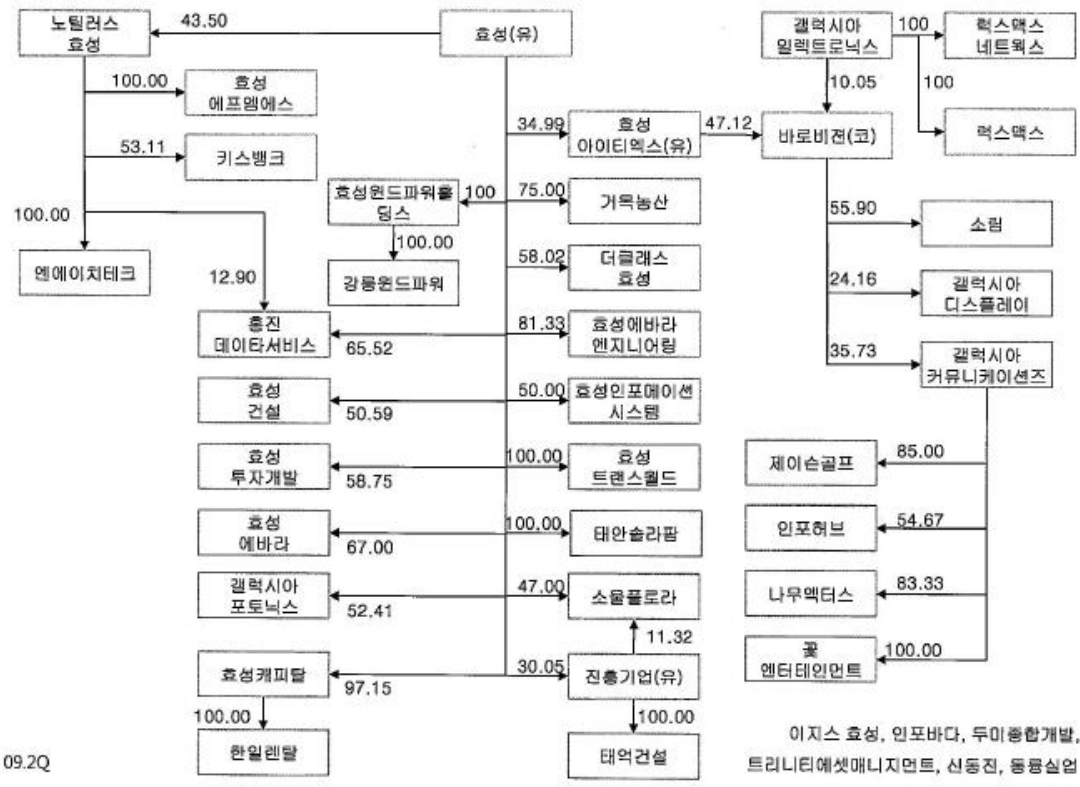 노틸러스
효성
43.50
효성(유)
갤럭시아
일렉트로닉스
100
럭스맥스
네트웍스
100.00
효성
에프엠에스
10.05
100
34.99
효성
아이티엑스(유)
47.12
바로비젼(코)
럭스맥스
53.11
키스뱅크
효성윈드파워홀
딩스
100
75.00
거목농산
55.90
소림
100.00
100.00
엔에이치테크
12.90
강릉윈드파워
58.02
더클래스
효성
24.16
갤럭시아
디스플레이
홍진
데이타서비스
65.52
81.33
효성에바라
엔지니어링
35.73
갤럭시아
커뮤니케이션즈
효성
건설
50.59
50.00
효성인포메이션
시스템
효성
투자개발
58.75
100.00
효성
트랜스월드
제이슨골프
85.00
효성
에바라
67.00
100.00
태안솔라팜
인포허브
54.67
갤럭시아
포토닉스
52.41
47.00
소물플로라
나무액터스
83.33
11.32
효성캐피탈
97.15
30.05
진흥기업(유)
꽃
엔터테인먼트
100.00
100.00
한일렌탈
100.00
태억건설
09.2Q
이지스 효성, 인포바다, 두미종합개발,
트리니티에셋매니지먼트, 신동진, 동륭실업